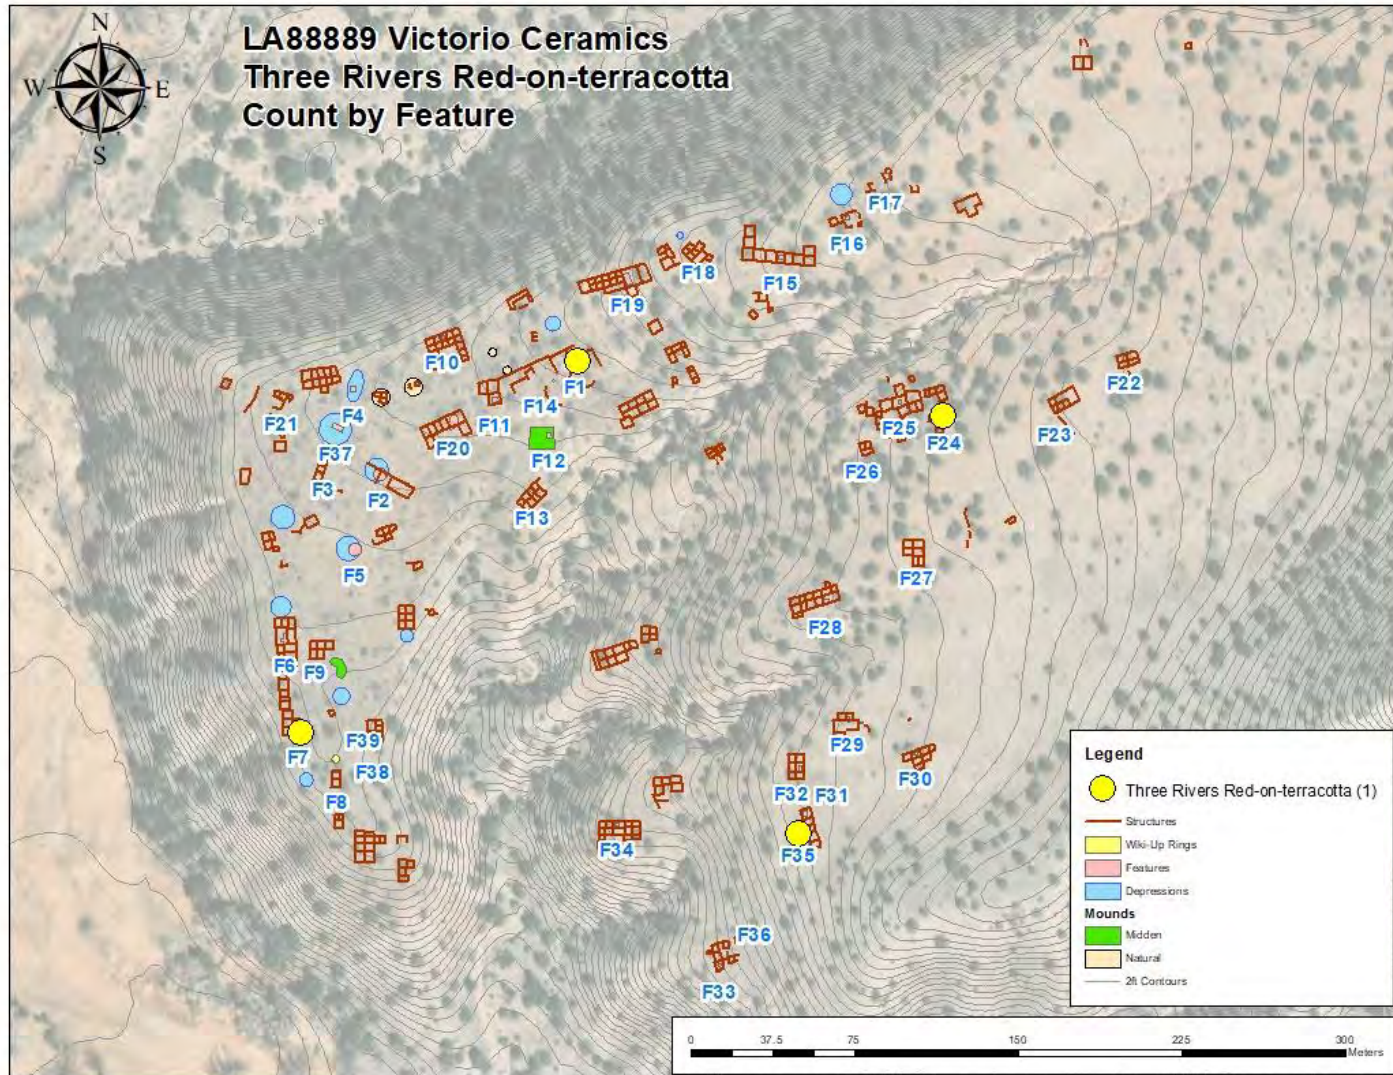 N
W
E
S
LA88889 Victorio Ceramics
Three Rivers Red-on-terracotta
Count by Feature
F17
F16
F18
F15
F19
F10
F1
F22
F21
F4
F11
F14
F25
F24
F23
F37
F20
F12
F26
F3
F2
F13
F5
F27
F28
F6
F9
F7
F39
F38
F29
F30
F8
F32
F31
F34
F35
F36
F33
Legend
Three Rivers Red-on-terracotta (1)
Structures
Wiki-Up Rings
Features
Depressions
Mounds
Midden
Natural
2ft Contours
0 37.5 75 150 225 300
Meters